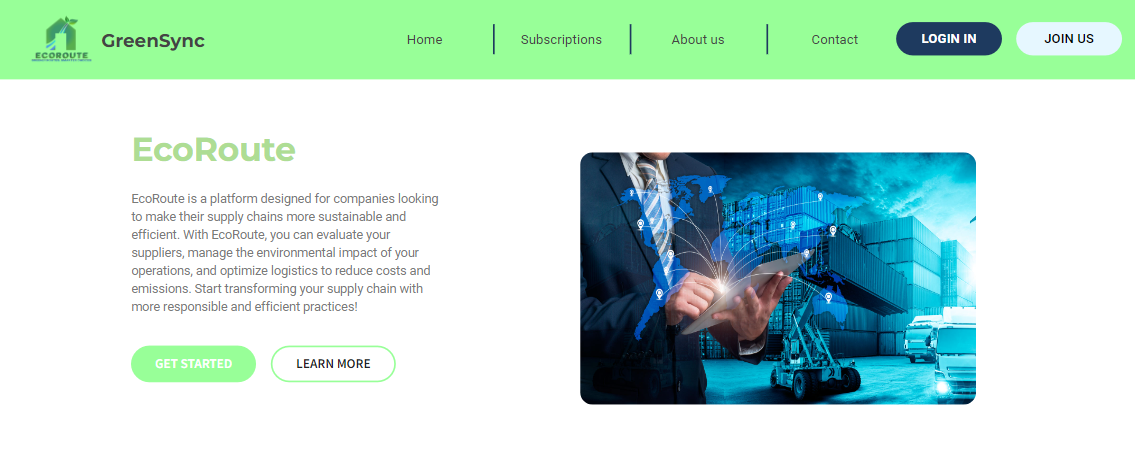 ECOROUTE
GreenSync
Home
Subscriptions
About us
Contact
LOGIN IN
JOIN US
EcoRoute
EcoRoute is a platform designed for companies looking
to make their supply chains more sustainable and
efficient. With EcoRoute, you can evaluate your
suppliers, manage the environmental impact of your
operations, and optimize logistics to reduce costs and
emissions. Start transforming your supply chain with
more responsible and efficient practices!
GET STARTED
LEARN MORE